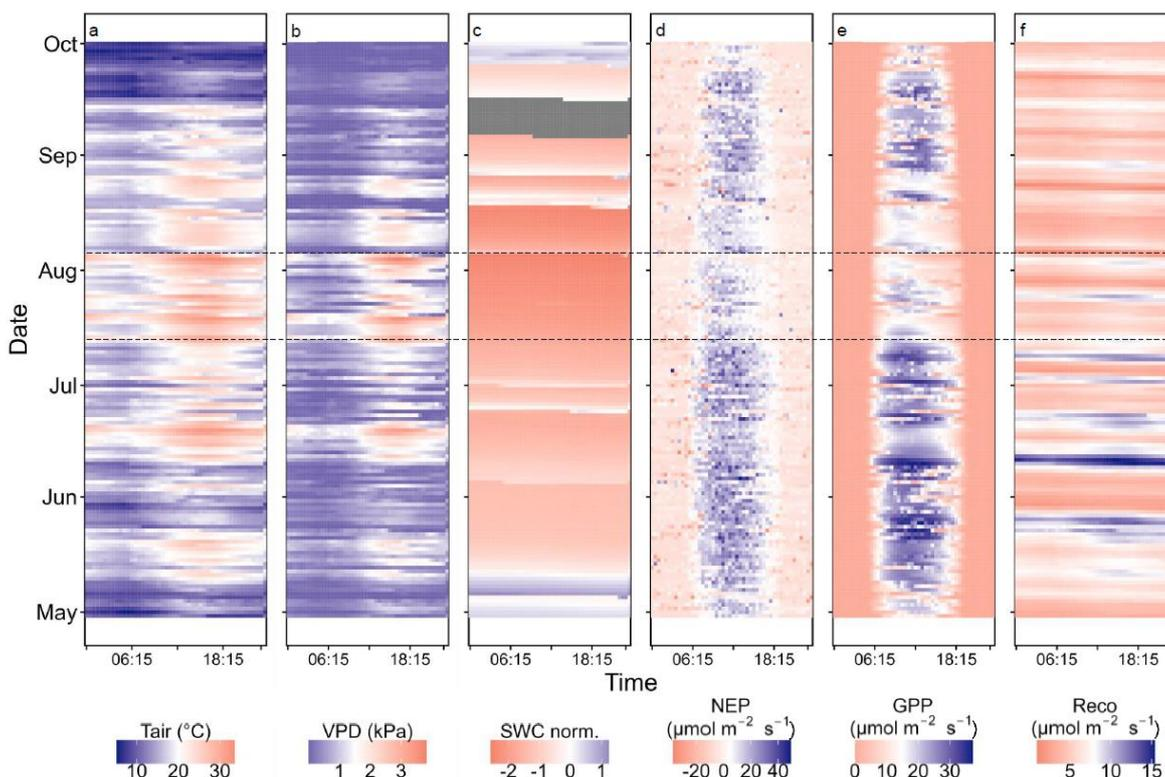 a b c d e f
Oct
Sep
Aug
Date
Jul
Jun
May
06:15 18:15 06:15 18:15 06:15 18:15 06:15 18:15 06:15 18:15 06:15 18:15
Time
Tair (°C) VPD (kPa) SWC norm. NEP (μmol m⁻² s⁻¹) GPP (μmol m⁻² s⁻¹) Reco (μmol m⁻² s⁻¹)
10 20 30 1 2 3 -2 -1 0 1 -20 0 20 40 0 10 20 30 5 10 15